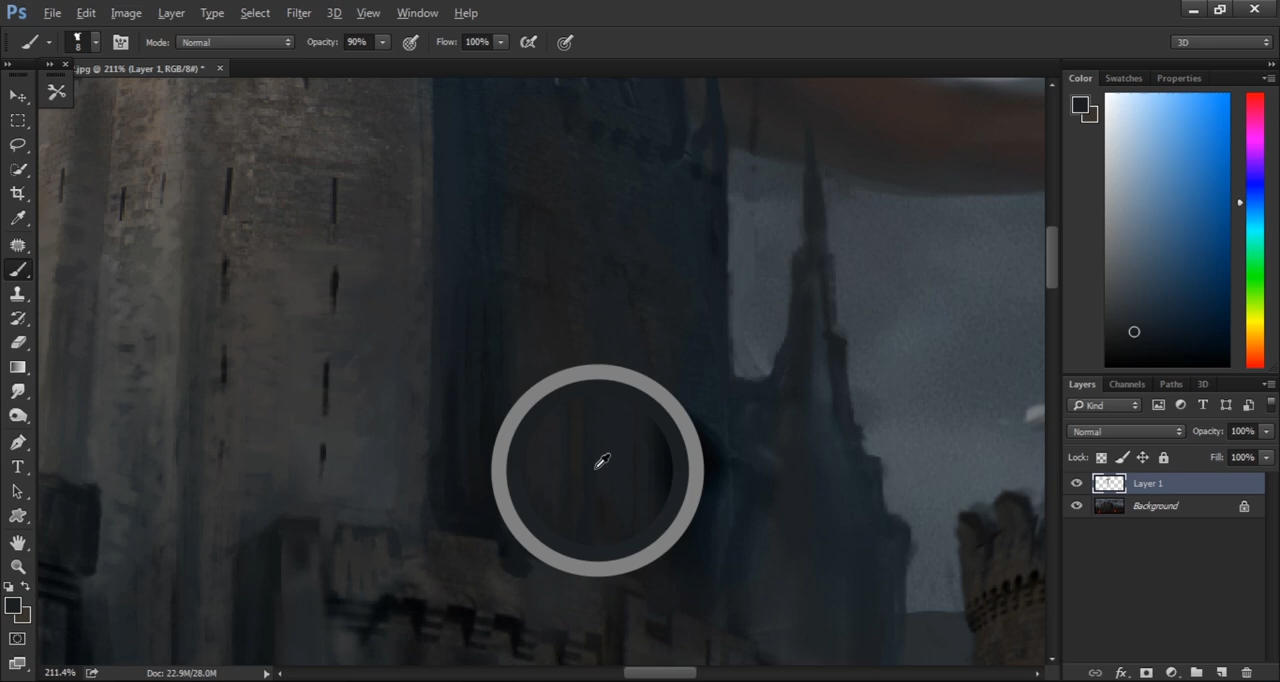 Ps File Edit Image Layer Type Select Filter 3D View Window Help
8 Mode: Normal Opacity: 90% Flow: 100% 3D
.jpg @ 211% (Layer 1, RGB/8#) * ×
Color Swatches Properties
Layers Channels Paths 3D
Kind
Normal Opacity: 100%
Lock: Fill: 100%
Layer 1
Background
211.4% Doc: 22.9M/28.0M